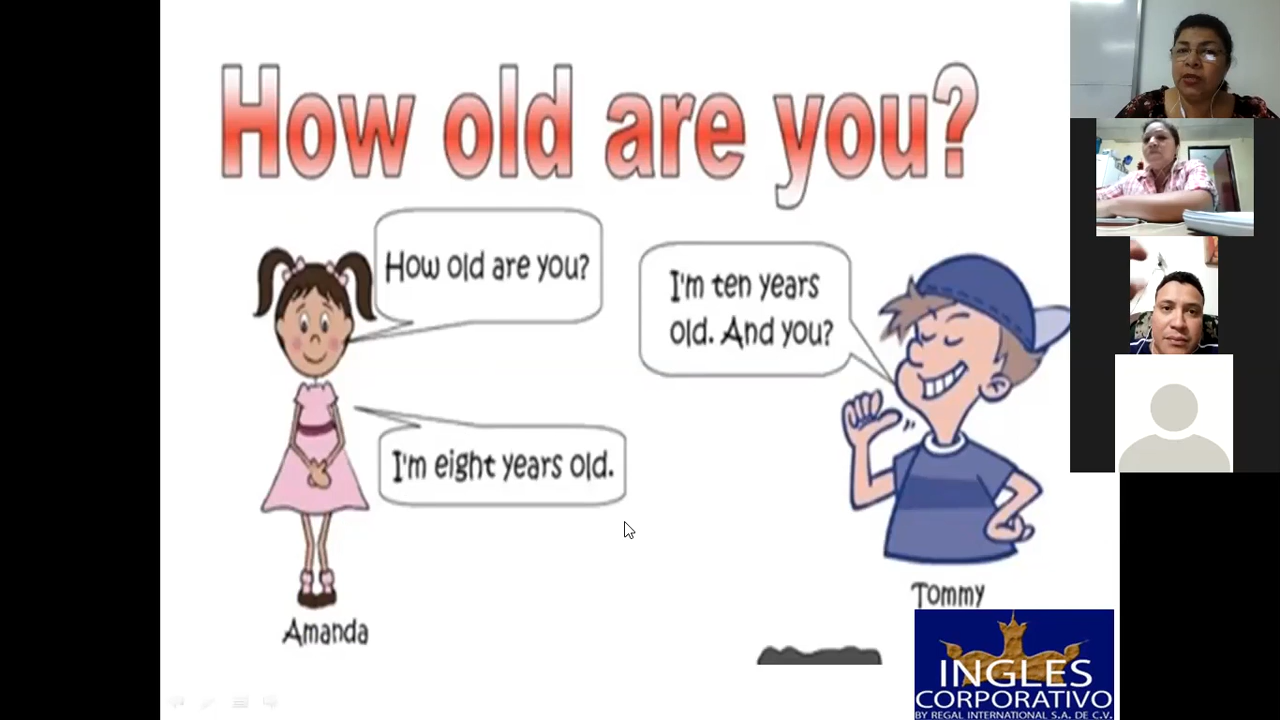 How old are you?
How old are you?
I'm ten years
old. And you?
I'm eight years old.
Amanda
Tommy
INGLES
CORPORATIVO
BY REGAL INTERNATIONAL S.A. DE C.V.